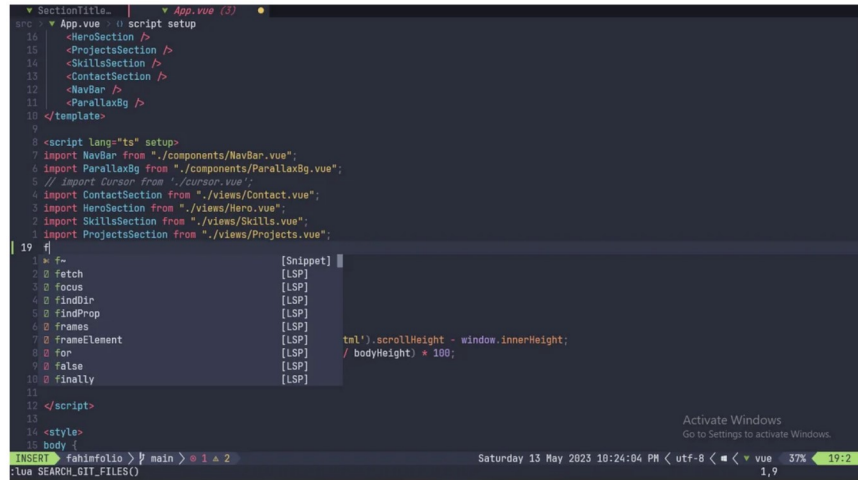 SectionTitle… App.vue (3)
src > App.vue > script setup
16 <HeroSection />
15 <ProjectsSection />
14 <SkillsSection />
13 <ContactSection />
12 <NavBar />
11 <ParallaxBg />
10 </template>
9
8 <script lang="ts" setup>
7 import NavBar from "./components/NavBar.vue";
6 import ParallaxBg from "./components/ParallaxBg.vue";
5 // import Cursor from './cursor.vue';
4 import ContactSection from "./views/Contact.vue";
3 import HeroSection from "./views/Hero.vue";
2 import SkillsSection from "./views/Skills.vue";
1 import ProjectsSection from "./views/Projects.vue";
19 f
1 f~ [Snippet]
2 fetch [LSP]
3 focus [LSP]
4 findDir [LSP]
5 findProp [LSP]
6 frames [LSP]
7 frameElement [LSP] tml').scrollHeight - window.innerHeight;
8 for [LSP] / bodyHeight) * 100;
9 false [LSP]
10 finally [LSP]
11
12 </script>
13
Activate Windows
14 <style>
Go to Settings to activate Windows.
15 body {
INSERT fahimfolio main 1 2 Saturday 13 May 2023 10:24:04 PM utf-8 vue 37% 19:2
:lua SEARCH_GIT_FILES() 1,9